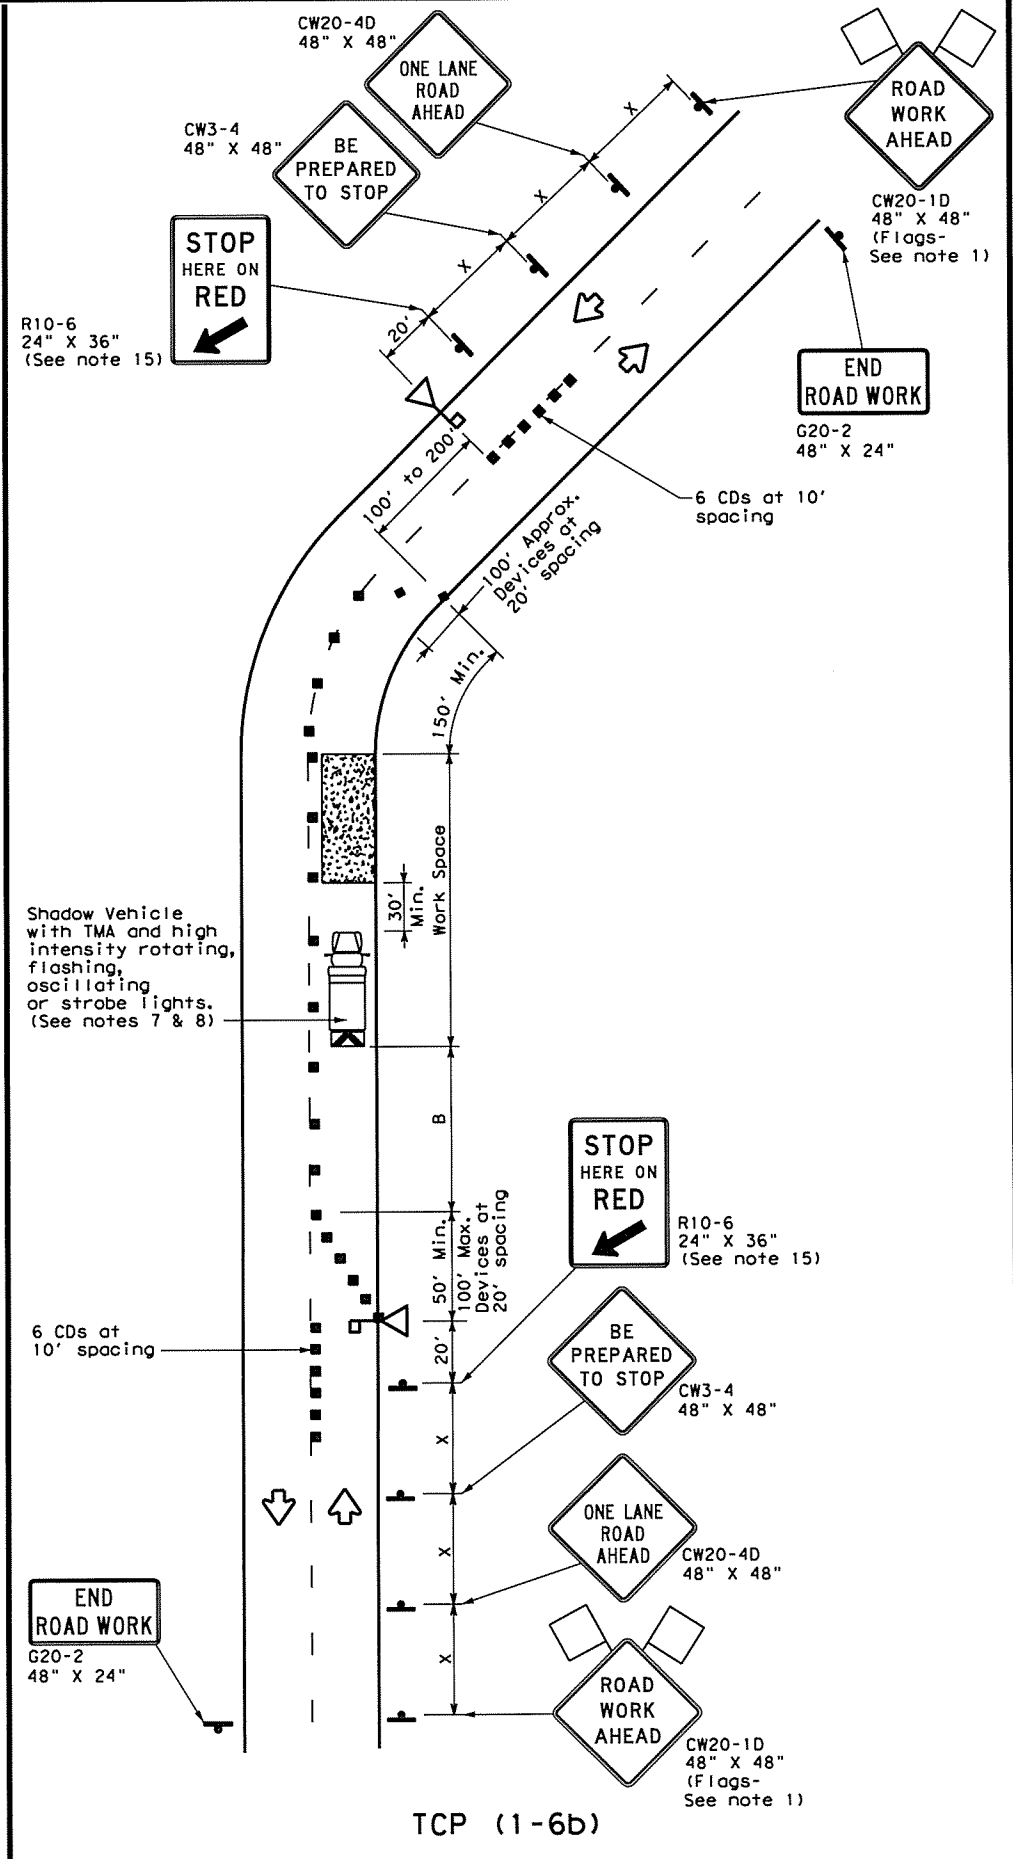 CW20-4D
48" X 48"
ONE LANE
ROAD
AHEAD
CW3-4
48" X 48"
BE
PREPARED
TO STOP
ROAD
WORK
AHEAD
CW20-1D
48" X 48"
(Flags-
See note 1)
STOP
HERE ON
RED
R10-6
24" X 36"
(See note 15)
X
X
X
20'
END
ROAD WORK
G20-2
48" X 24"
100' to 200'
6 CDs at 10'
spacing
100' Approx.
Devices at
20' spacing
150' Min.
Work Space
30'
Min.
Shadow Vehicle
with TMA and high
intensity rotating,
flashing,
oscillating
or strobe lights.
(See notes 7 & 8)
B
50' Min.
100' Max.
Devices at
20' spacing
STOP
HERE ON
RED
R10-6
24" X 36"
(See note 15)
6 CDs at
10' spacing
20'
BE
PREPARED
TO STOP
CW3-4
48" X 48"
X
X
X
ONE LANE
ROAD
AHEAD
CW20-4D
48" X 48"
END
ROAD WORK
G20-2
48" X 24"
ROAD
WORK
AHEAD
CW20-1D
48" X 48"
(Flags-
See note 1)
TCP (1-6b)